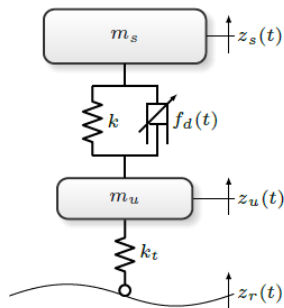 m_s
z_s(t)
k
f_d(t)
m_u
z_u(t)
k_t
z_r(t)